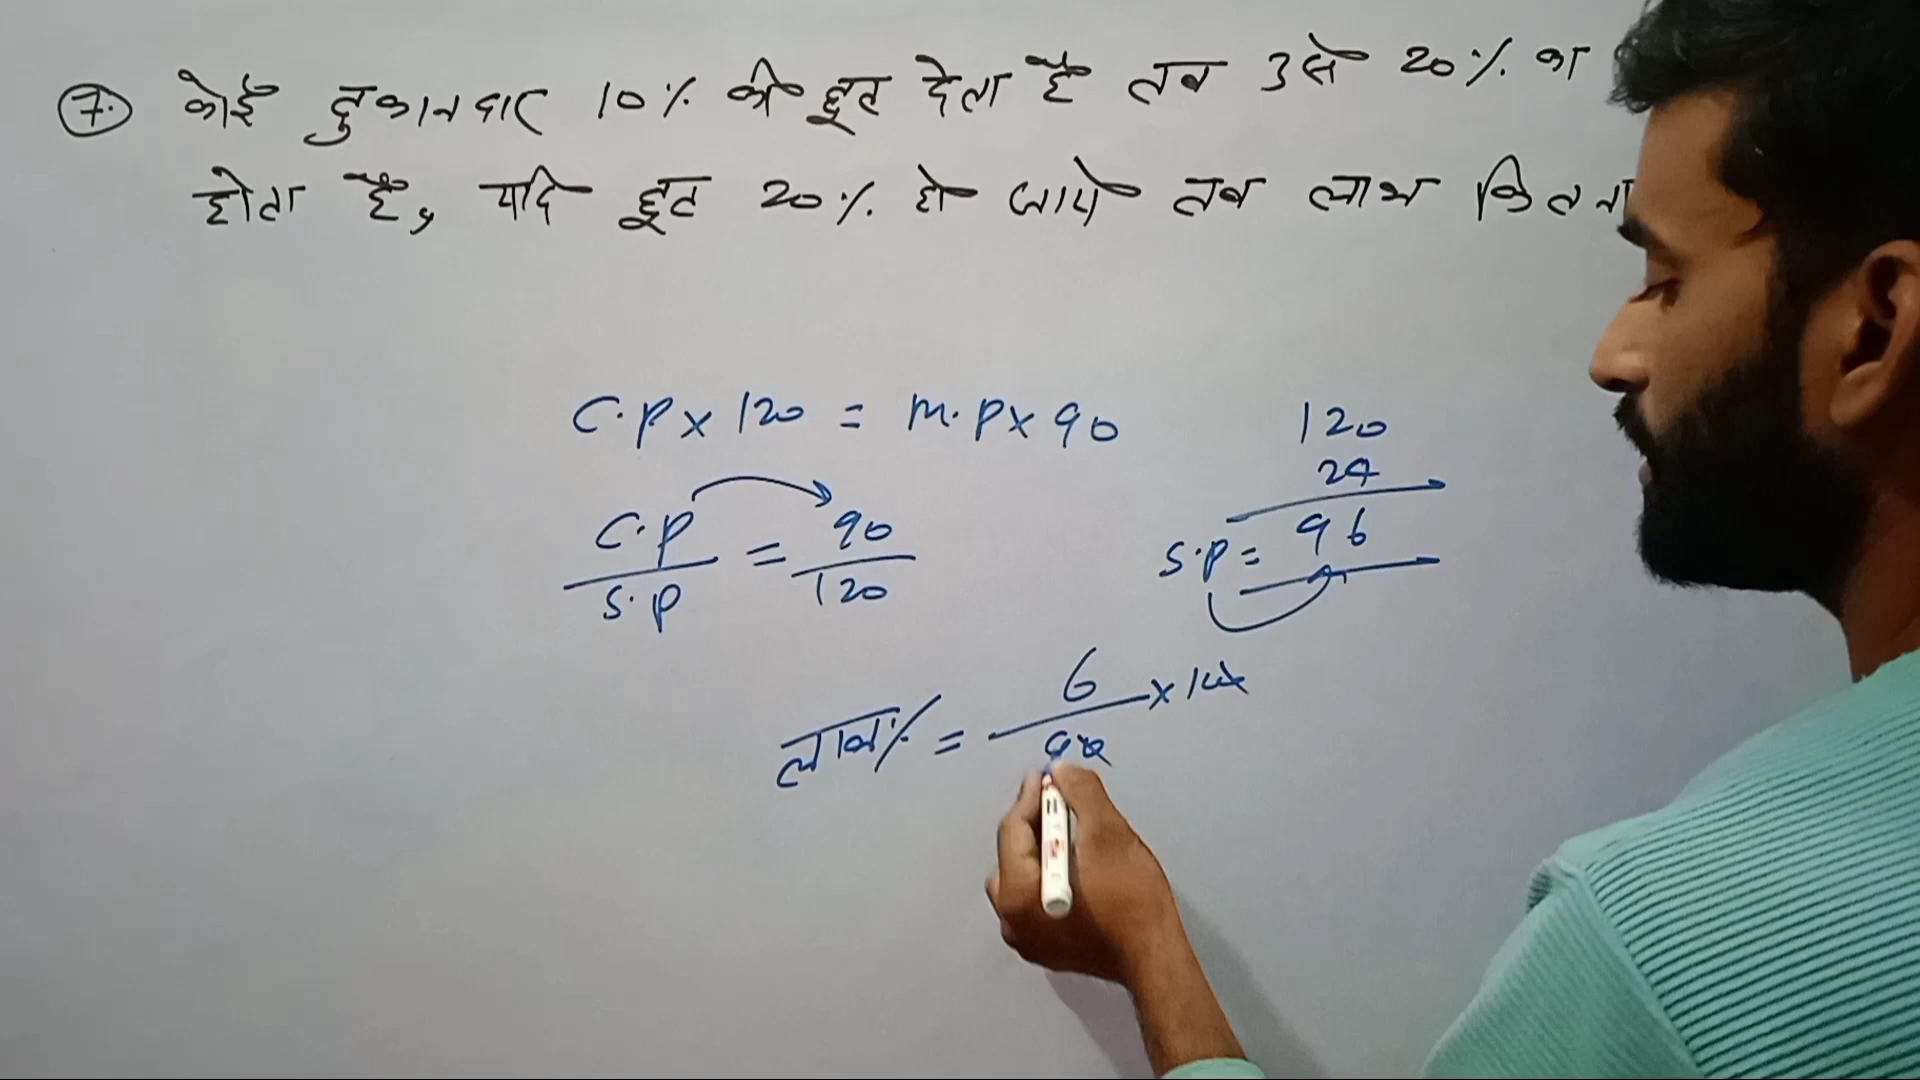 7. कोई दुकानदार 10% की छूट देता है तब उसे 20% का
होता है, यदि छूट 20% हो जाये तब लाभ कितना
C.P x 120 = M.P x 90
C.P / S.P = 90 / 120
120
24
S.P = 96
लाभ% = 6 / 90 x 100